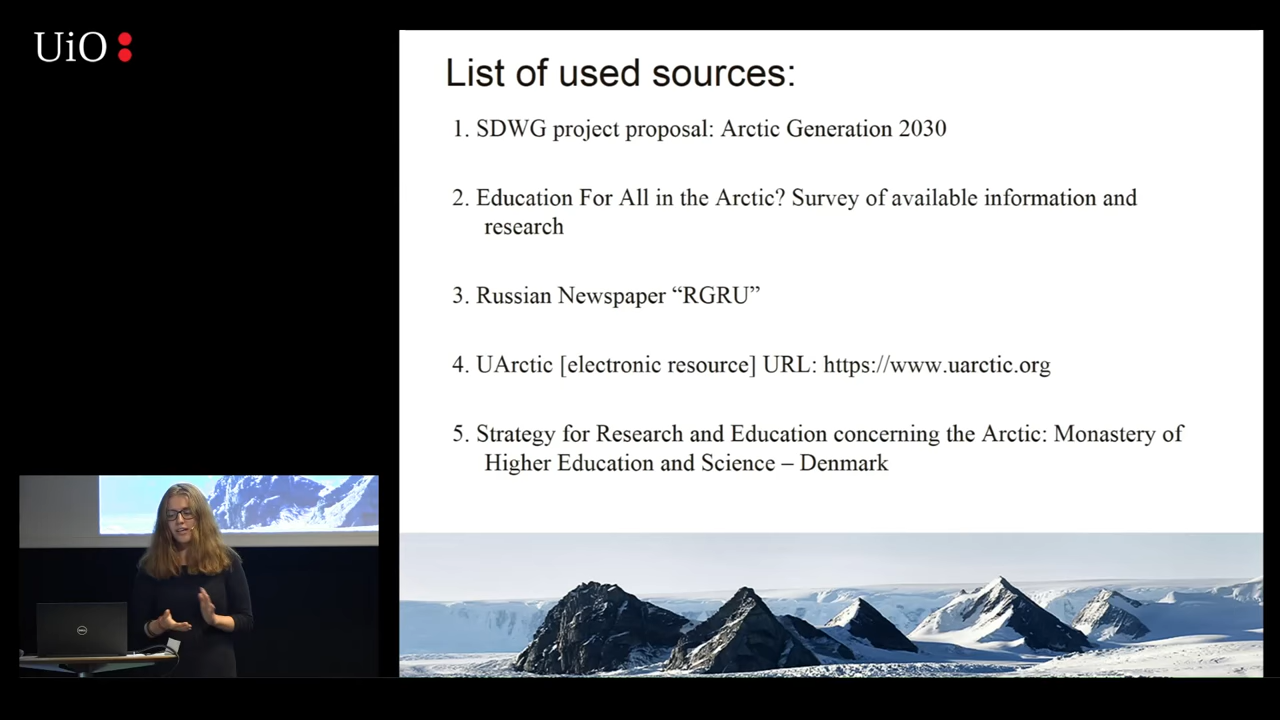 UiO
List of used sources:
1. SDWG project proposal: Arctic Generation 2030
2. Education For All in the Arctic? Survey of available information and
research
3. Russian Newspaper “RGRU”
4. UArctic [electronic resource] URL: https://www.uarctic.org
5. Strategy for Research and Education concerning the Arctic: Monastery of
Higher Education and Science – Denmark
DELL